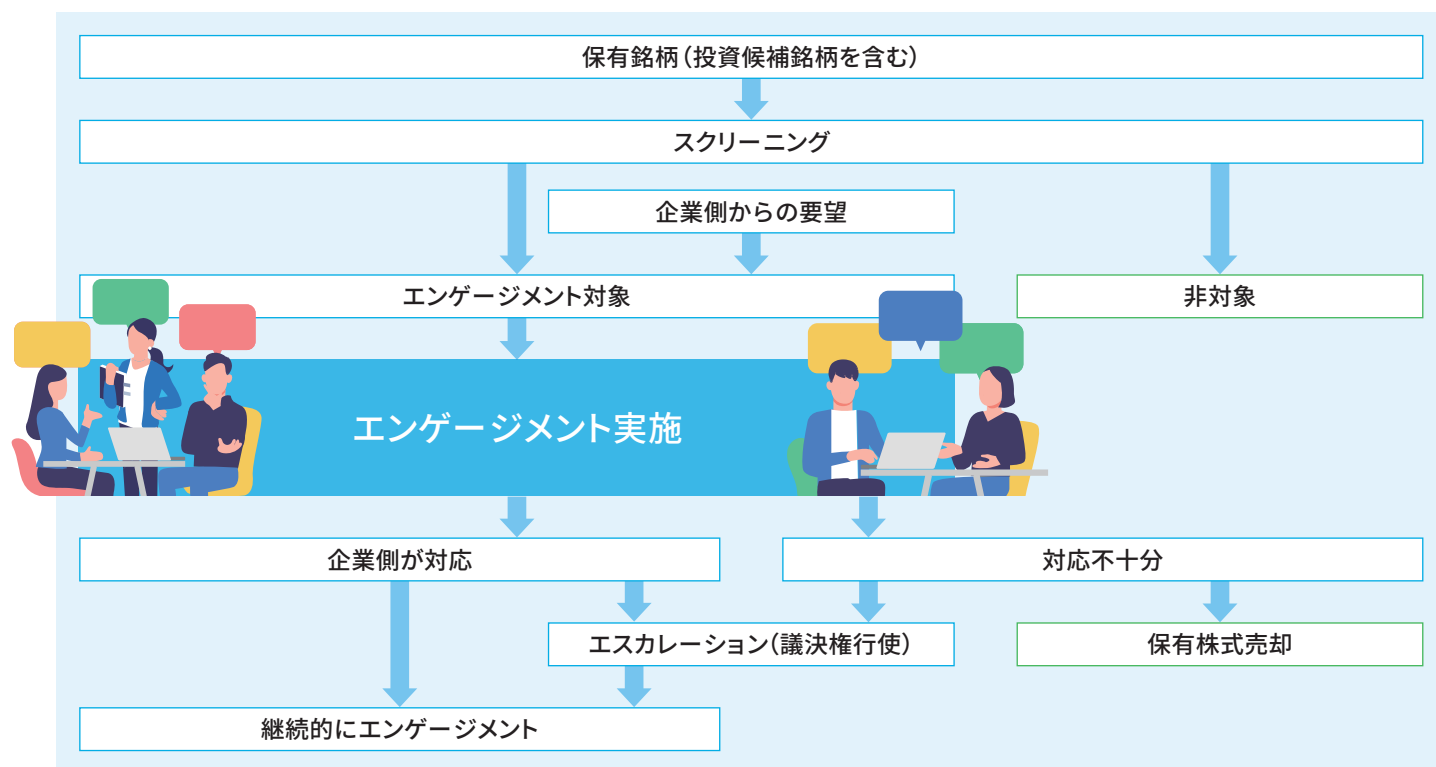 保有銘柄（投資候補銘柄を含む）
スクリーニング
企業側からの要望
エンゲージメント対象
非対象
エンゲージメント実施
企業側が対応
対応不十分
エスカレーション（議決権行使）
保有株式売却
継続的にエンゲージメント